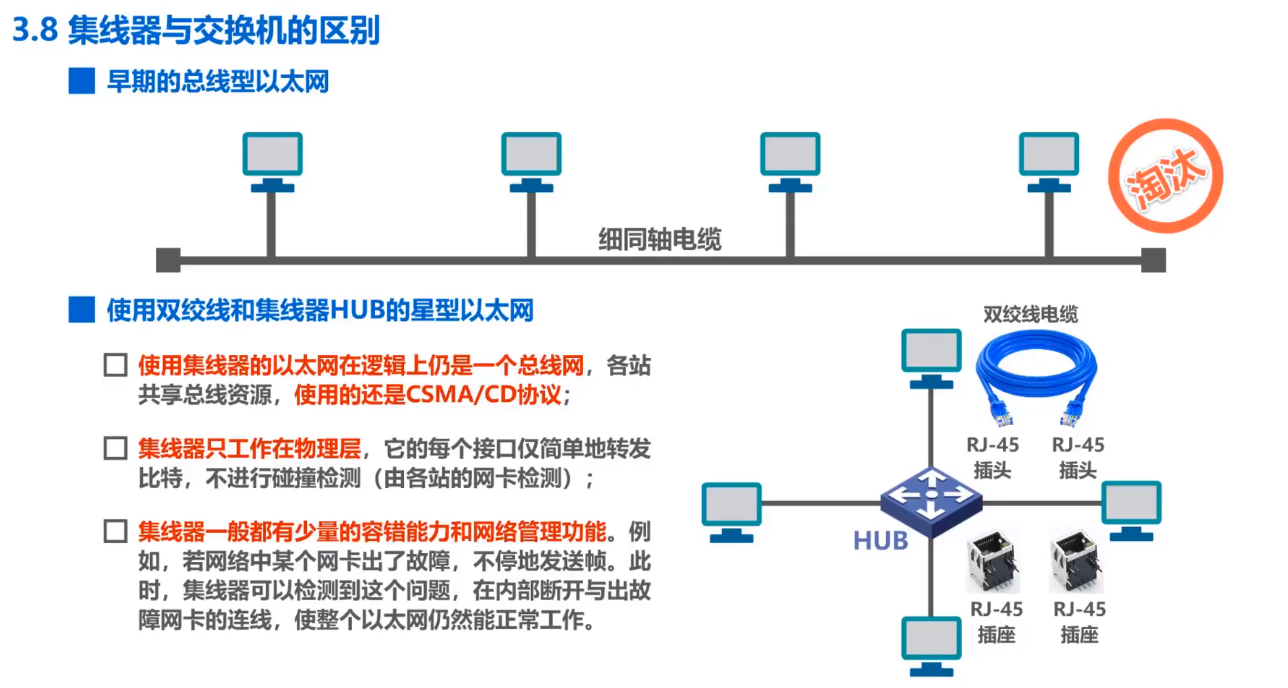 3.8 集线器与交换机的区别
早期的总线型以太网
淘汰
细同轴电缆
使用双绞线和集线器HUB的星型以太网
双绞线电缆
使用集线器的以太网在逻辑上仍是一个总线网，各站
共享总线资源，使用的还是CSMA/CD协议；
集线器只工作在物理层，它的每个接口仅简单地转发
比特，不进行碰撞检测（由各站的网卡检测）；
集线器一般都有少量的容错能力和网络管理功能。例
如，若网络中某个网卡出了故障，不停地发送帧。此
时，集线器可以检测到这个问题，在内部断开与出故
障网卡的连线，使整个以太网仍然能正常工作。
RJ-45
插头
RJ-45
插头
HUB
RJ-45
插座
RJ-45
插座